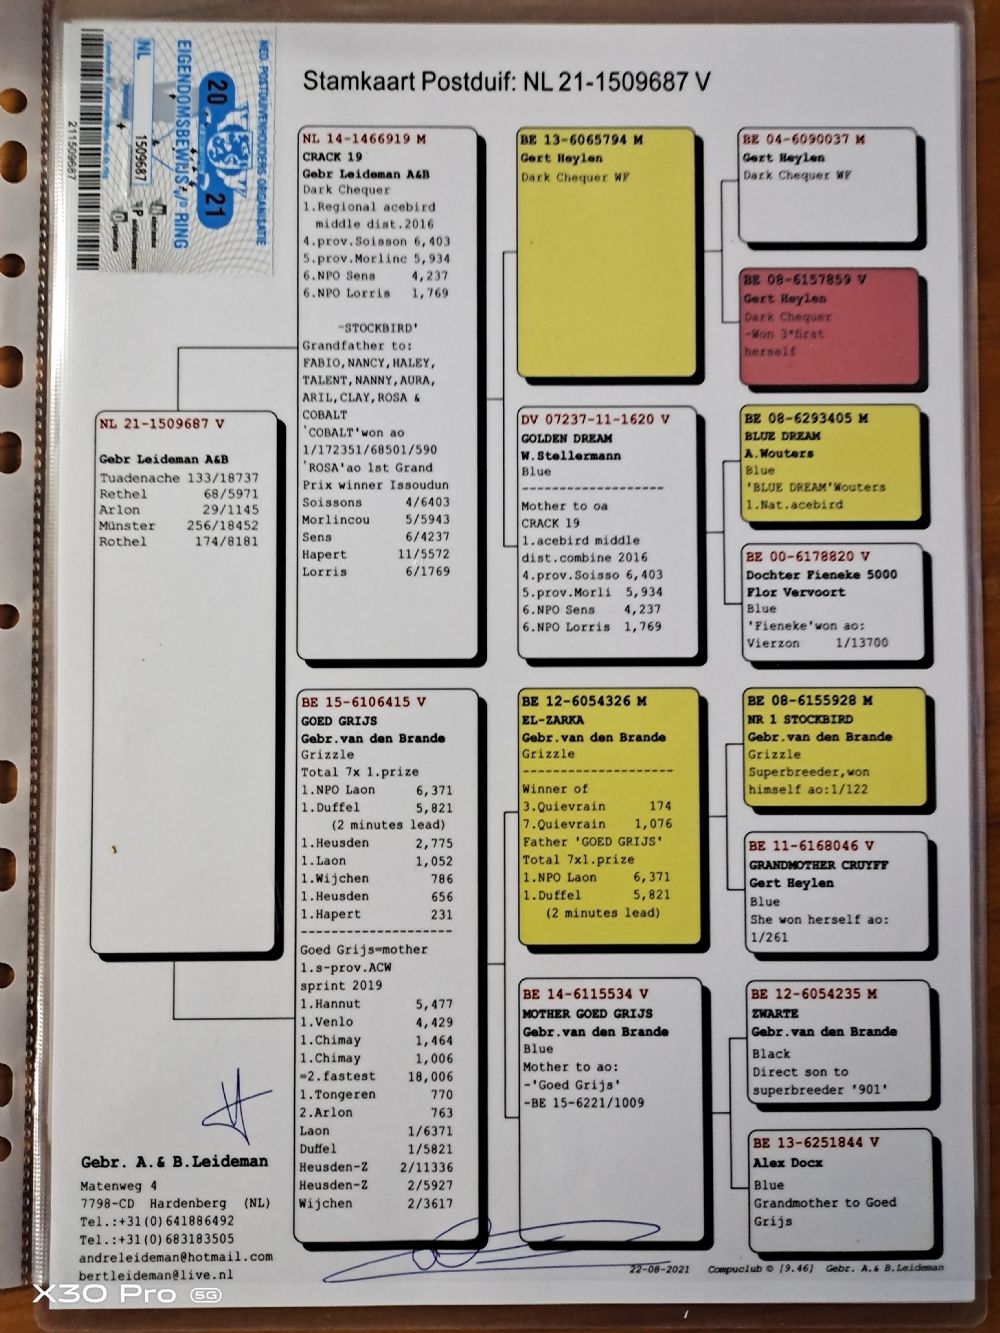 Stamkaart Postduif: NL 21-1509687 V
NED. POSTDUIVENHOUDERS ORGANISATIE
20 21
EIGENDOMSBEWIJS RING
NL
1509687
211509687
NL 21-1509687 V
Gebr Leideman A&B
Tuadenache 133/18737
Rethel 68/5971
Arlon 29/1145
Münster 256/18452
Rothel 174/8181
NL 14-1466919 M
CRACK 19
Gebr Leideman A&B
Dark Chequer
1.Regional acebird
middle dist.2016
4.prov.Soisson 6,403
5.prov.Morlinc 5,934
6.NPO Sens 4,237
6.NPO Lorris 1,769
-STOCKBIRD'
Grandfather to:
FABIO,NANCY,HALEY,
TALENT,NANNY,AURA,
ARIL,CLAY,ROSA &
COBALT
'COBALT'won ao
1/172351/68501/590
'ROSA'ao 1st Grand
Prix winner Issoudun
Soissons 4/6403
Morlincou 5/5943
Sens 6/4237
Hapert 11/5572
Lorris 6/1769
BE 15-6106415 V
GOED GRIJS
Gebr.van den Brande
Grizzle
Total 7x 1.prize
1.NPO Laon 6,371
1.Duffel 5,821
(2 minutes lead)
1.Heusden 2,775
1.Laon 1,052
1.Wijchen 786
1.Heusden 656
1.Hapert 231
---------------------
Goed Grijs=mother
1.s-prov.ACW
sprint 2019
1.Hannut 5,477
1.Venlo 4,429
1.Chimay 1,464
1.Chimay 1,006
=2.fastest 18,006
1.Tongeren 770
2.Arlon 763
Laon 1/6371
Duffel 1/5821
Heusden-Z 2/11336
Heusden-Z 2/5927
Wijchen 2/3617
BE 13-6065794 M
Gert Heylen
Dark Chequer WF
DV 07237-11-1620 V
GOLDEN DREAM
W.Stellermann
Blue
--------------------
Mother to oa
CRACK 19
1.acebird middle
dist.combine 2016
4.prov.Soisso 6,403
5.prov.Morli 5,934
6.NPO Sens 4,237
6.NPO Lorris 1,769
BE 12-6054326 M
EL-ZARKA
Gebr.van den Brande
Grizzle
---------------------
Winner of
3.Quievrain 174
7.Quievrain 1,076
Father 'GOED GRIJS'
Total 7x1.prize
1.NPO Laon 6,371
1.Duffel 5,821
(2 minutes lead)
BE 14-6115534 V
MOTHER GOED GRIJS
Gebr.van den Brande
Blue
Mother to ao:
-'Goed Grijs'
-BE 15-6221/1009
BE 04-6090037 M
Gert Heylen
Dark Chequer WF
BE 08-6157859 V
Gert Heylen
Dark Chequer
-Won 3*first
herself
BE 08-6293405 M
BLUE DREAM
A.Wouters
Blue
'BLUE DREAM'Wouters
1.Nat.acebird
BE 00-6178820 V
Dochter Fieneke 5000
Flor Vervoort
Blue
'Fieneke'won ao:
Vierzon 1/13700
BE 08-6155928 M
NR 1 STOCKBIRD
Gebr.van den Brande
Grizzle
Superbreeder,won
himself ao:1/122
BE 11-6168046 V
GRANDMOTHER CRUYFF
Gert Heylen
Blue
She won herself ao:
1/261
BE 12-6054235 M
ZWARTE
Gebr.van den Brande
Black
Direct son to
superbreeder '901'
BE 13-6251844 V
Alex Docx
Blue
Grandmother to Goed
Grijs
Gebr. A.& B.Leideman
Matenweg 4
7798-CD Hardenberg (NL)
Tel.:+31(0)641886492
Tel.:+31(0)683183505
andreleideman@hotmail.com
bertleideman@live.nl
22-08-2021 Compuclub © [9.46] Gebr. A.& B.Leideman
X30 Pro 5G